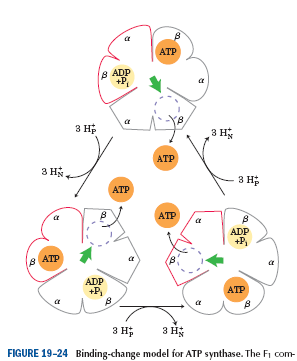 α
ATP
β
β
ADP
+Pi
α
α
β
3 H⁺P
3 H⁺N
ATP
3 H⁺N
3 H⁺P
ATP
ATP
α
β
α
β
β
ATP
α
ADP
+Pi
β
ADP
+Pi
α
ATP
α
α
β
3 H⁺P
3 H⁺N
FIGURE 19–24 Binding-change model for ATP synthase. The F1 com-